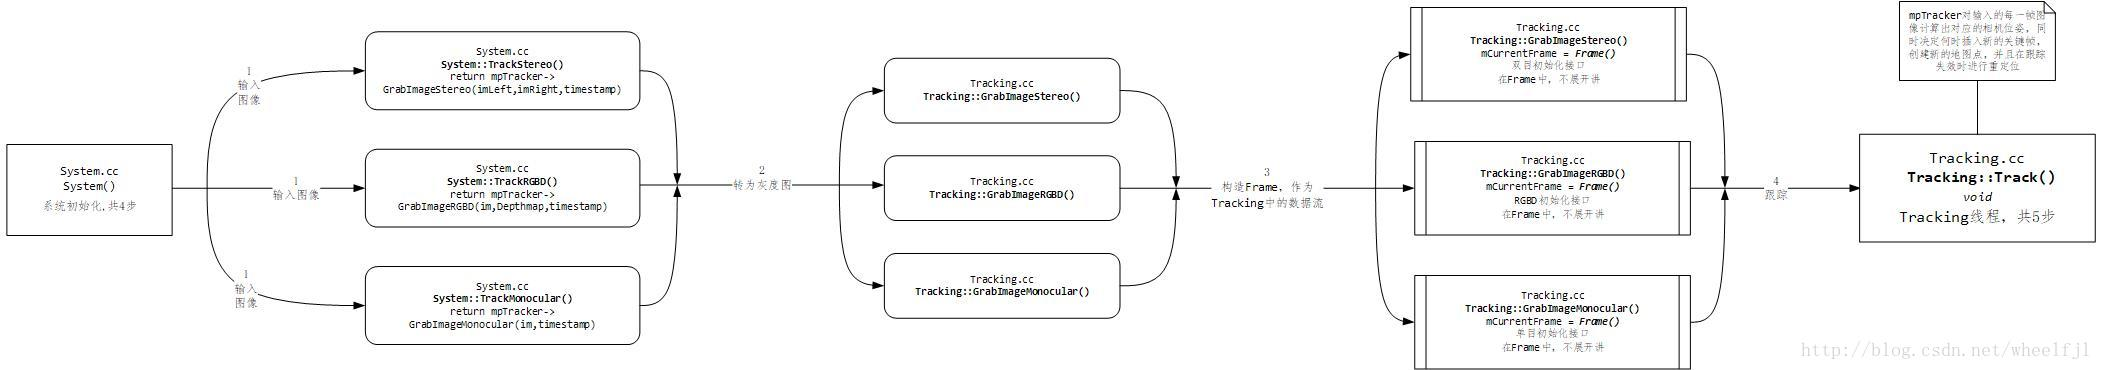 System.cc
System()
系统初始化,共4步
1
输入
图像
1
输入图像
1
输入
图像
System.cc
System::TrackStereo()
return mpTracker->
GrabImageStereo(imLeft,imRight,timestamp)
System.cc
System::TrackRGBD()
return mpTracker->
GrabImageRGBD(im,Depthmap,timestamp)
System.cc
System::TrackMonocular()
return mpTracker->
GrabImageMonocular(im,timestamp)
2
转为灰度图
Tracking.cc
Tracking::GrabImageStereo()
Tracking.cc
Tracking::GrabImageRGBD()
Tracking.cc
Tracking::GrabImageMonocular()
3
构造Frame，作为
Tracking中的数据流
Tracking.cc
Tracking::GrabImageStereo()
mCurrentFrame = Frame()
双目初始化接口
在Frame中，不展开讲
Tracking.cc
Tracking::GrabImageRGBD()
mCurrentFrame = Frame()
RGBD初始化接口
在Frame中，不展开讲
Tracking.cc
Tracking::GrabImageMonocular()
mCurrentFrame = Frame()
单目初始化接口
在Frame中，不展开讲
4
跟踪
mpTracker对输入的每一帧图
像计算出对应的相机位姿，同
时决定何时插入新的关键帧，
创建新的地图点，并且在跟踪
失效时进行重定位
Tracking.cc
Tracking::Track()
void
Tracking线程，共5步
http://blog.csdn.net/wheelfjl